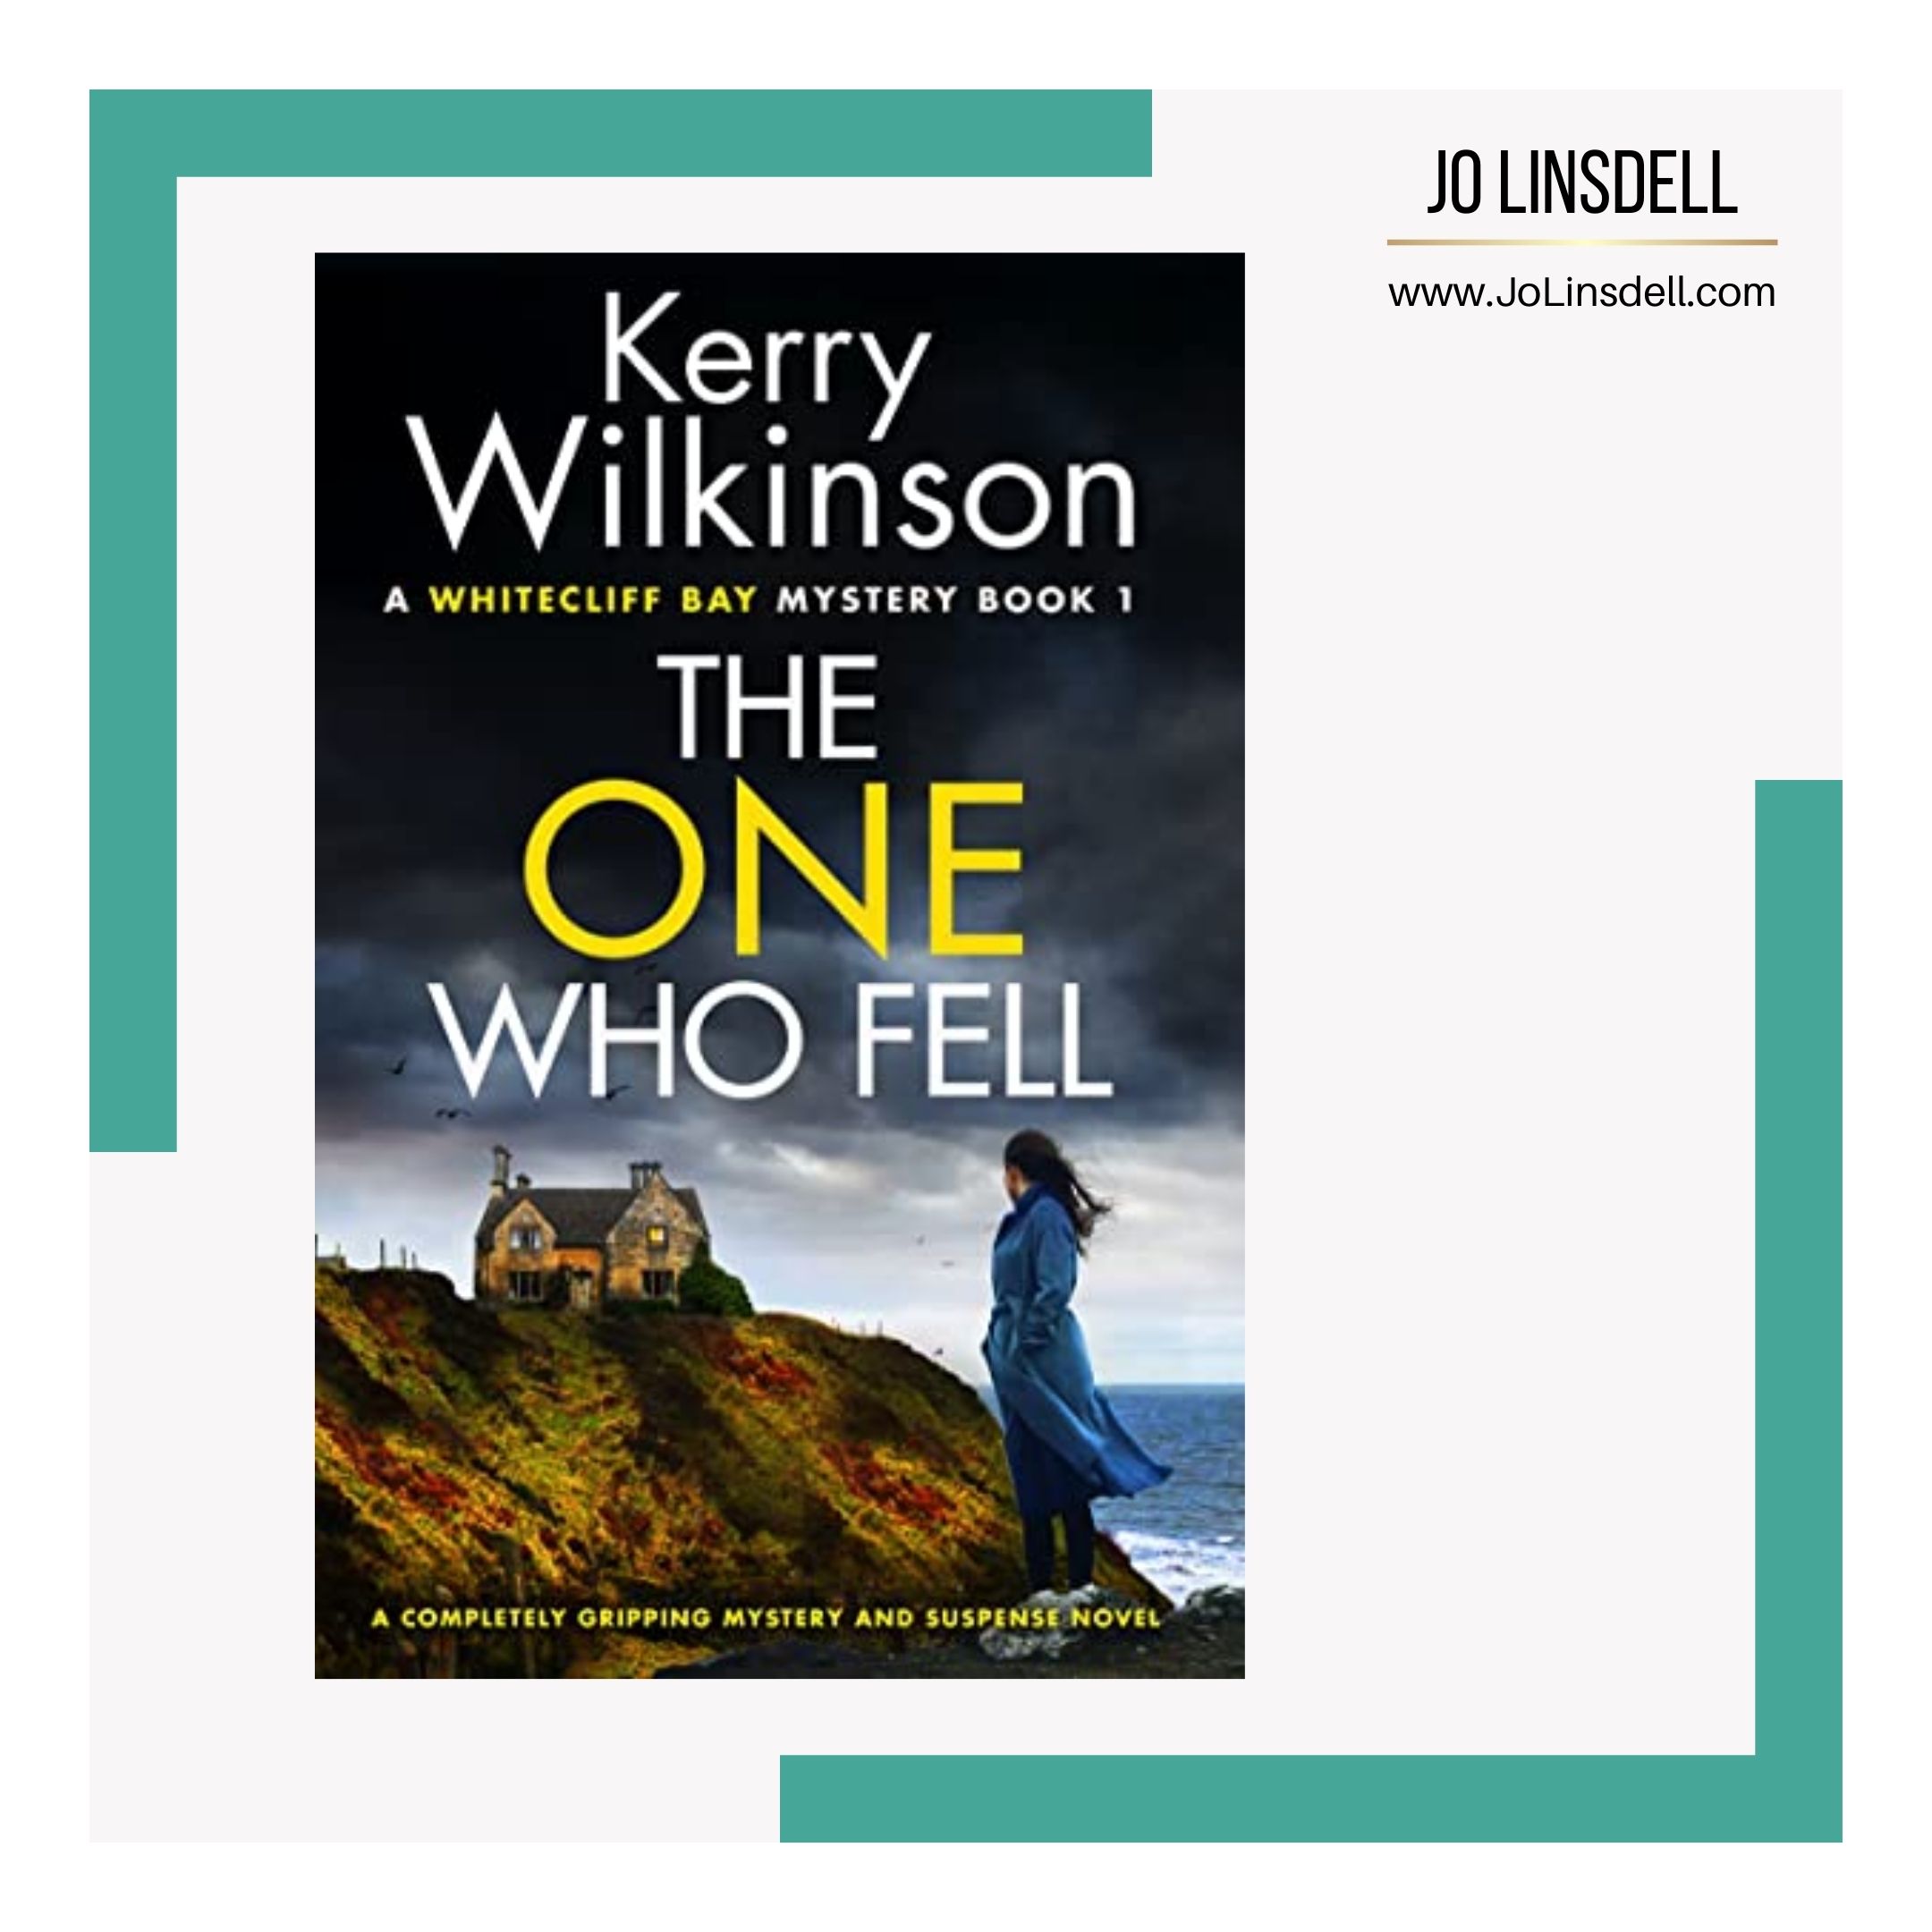 JO LINSDELL
www.JoLinsdell.com
Kerry
Wilkinson
A WHITECLIFF BAY MYSTERY BOOK 1
THE
ONE
WHO FELL
A COMPLETELY GRIPPING MYSTERY AND SUSPENSE NOVEL